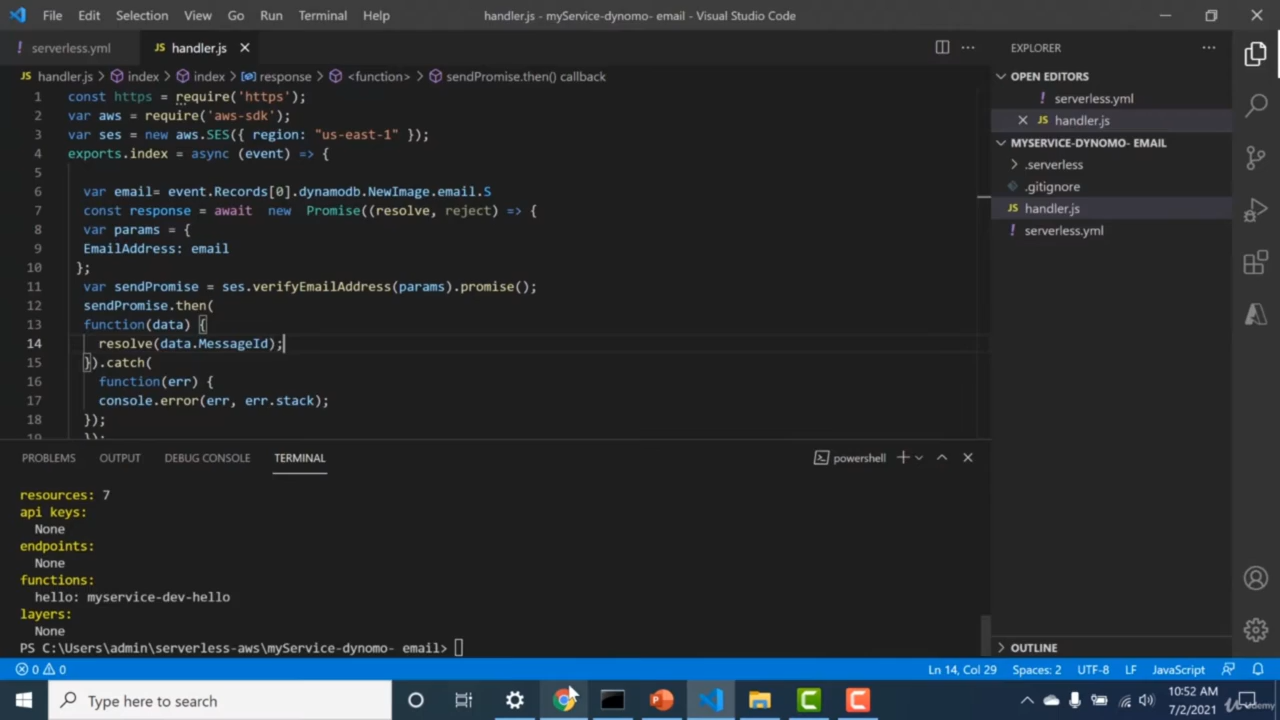 File Edit Selection View Go Run Terminal Help handler.js - myService-dynomo- email - Visual Studio Code
! serverless.yml JS handler.js
EXPLORER
JS handler.js > index > index > response > <function> > sendPromise.then() callback
1 const https = require('https');
2 var aws = require('aws-sdk');
3 var ses = new aws.SES({ region: "us-east-1" });
4 exports.index = async (event) => {
5
6 var email= event.Records[0].dynamodb.NewImage.email.S
7 const response = await  new  Promise((resolve, reject) => {
8 var params = {
9 EmailAddress: email
10 };
11 var sendPromise = ses.verifyEmailAddress(params).promise();
12 sendPromise.then(
13 function(data) {
14 resolve(data.MessageId);
15 }).catch(
16 function(err) {
17 console.error(err, err.stack);
18 });
19 });
OPEN EDITORS
! serverless.yml
JS handler.js
MYSERVICE-DYNOMO- EMAIL
> .serverless
.gitignore
JS handler.js
! serverless.yml
OUTLINE
PROBLEMS OUTPUT DEBUG CONSOLE TERMINAL powershell
resources: 7
api keys:
None
endpoints:
None
functions:
hello: myservice-dev-hello
layers:
None
PS C:\Users\admin\serverless-aws\myService-dynomo- email>
0 0 Ln 14, Col 29 Spaces: 2 UTF-8 LF JavaScript
Type here to search
10:52 AM
7/2/2021
Udemy